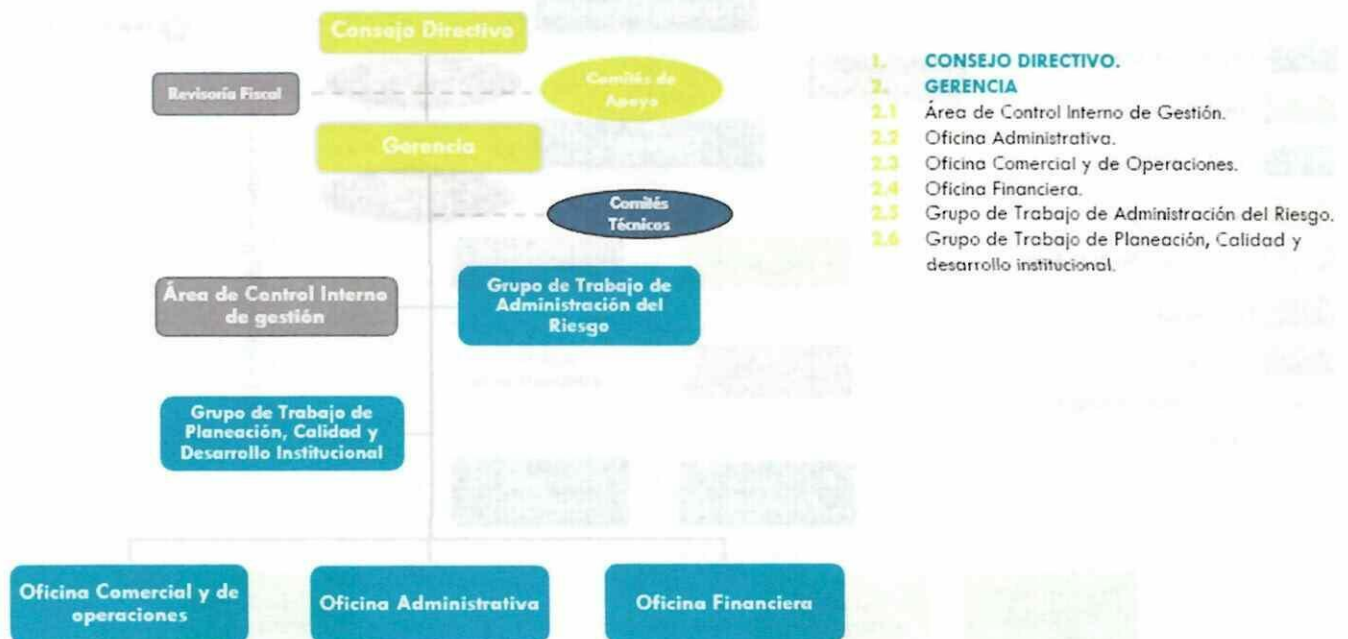 Consejo Directivo
Revisoría Fiscal
Comités de
Apoyo
Gerencia
Comités
Técnicos
Área de Control Interno
de gestión
Grupo de Trabajo de
Administración del
Riesgo
Grupo de Trabajo de
Planeación, Calidad y
Desarrollo Institucional
Oficina Comercial y de
operaciones
Oficina Administrativa
Oficina Financiera
1. CONSEJO DIRECTIVO.
2. GERENCIA
2.1 Área de Control Interno de Gestión.
2.2 Oficina Administrativa.
2.3 Oficina Comercial y de Operaciones.
2.4 Oficina Financiera.
2.5 Grupo de Trabajo de Administración del Riesgo.
2.6 Grupo de Trabajo de Planeación, Calidad y
desarrollo institucional.